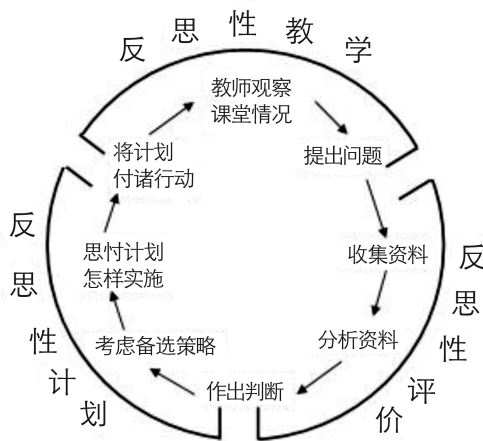 反思性教学
教师观察
课堂情况
提出问题
收集资料
分析资料
作出判断
考虑备选策略
思忖计划
怎样实施
将计划
付诸行动
反思性评价
反思性计划